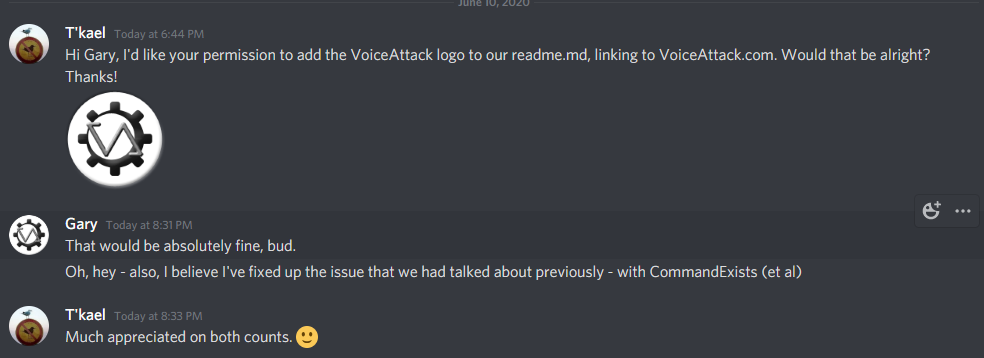 June 10, 2020
T'kael Today at 6:44 PM
Hi Gary, I'd like your permission to add the VoiceAttack logo to our readme.md, linking to VoiceAttack.com. Would that be alright?
Thanks!
VA
Gary Today at 8:31 PM
That would be absolutely fine, bud.
Oh, hey - also, I believe I've fixed up the issue that we had talked about previously - with CommandExists (et al)
T'kael Today at 8:33 PM
Much appreciated on both counts. 🙂